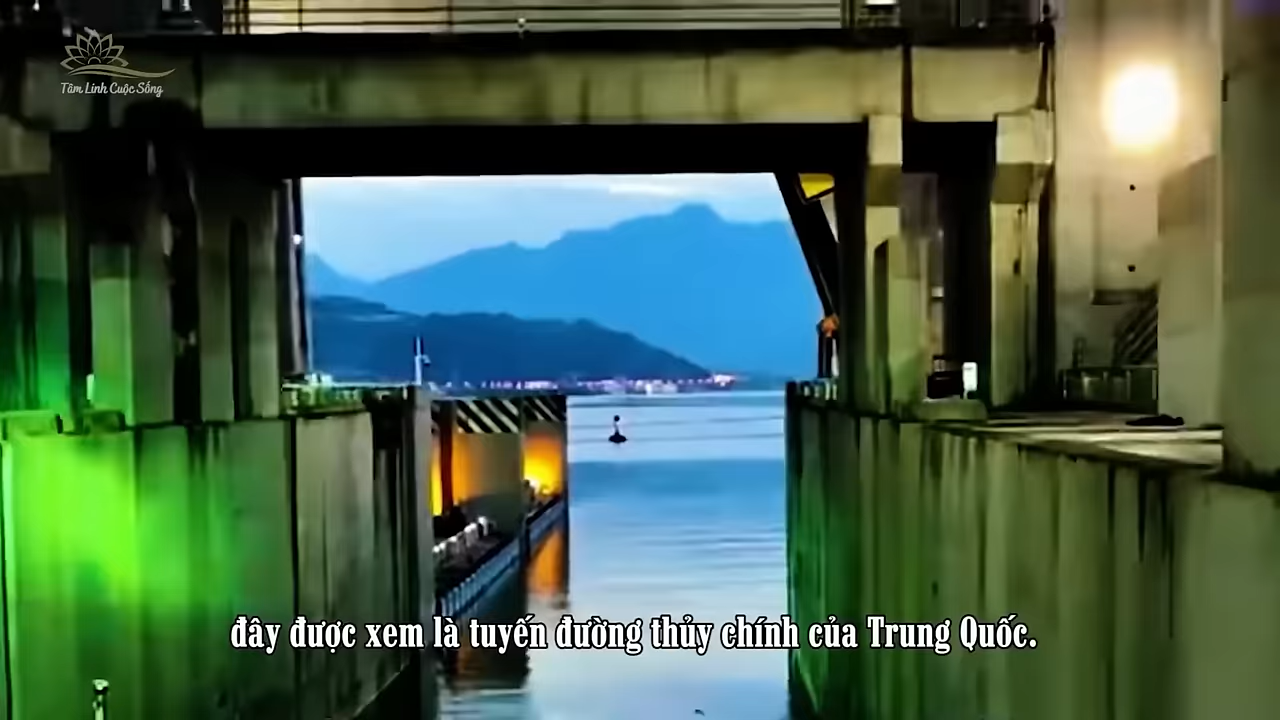 Tâm Linh Cuộc Sống
đây được xem là tuyến đường thủy chính của Trung Quốc.